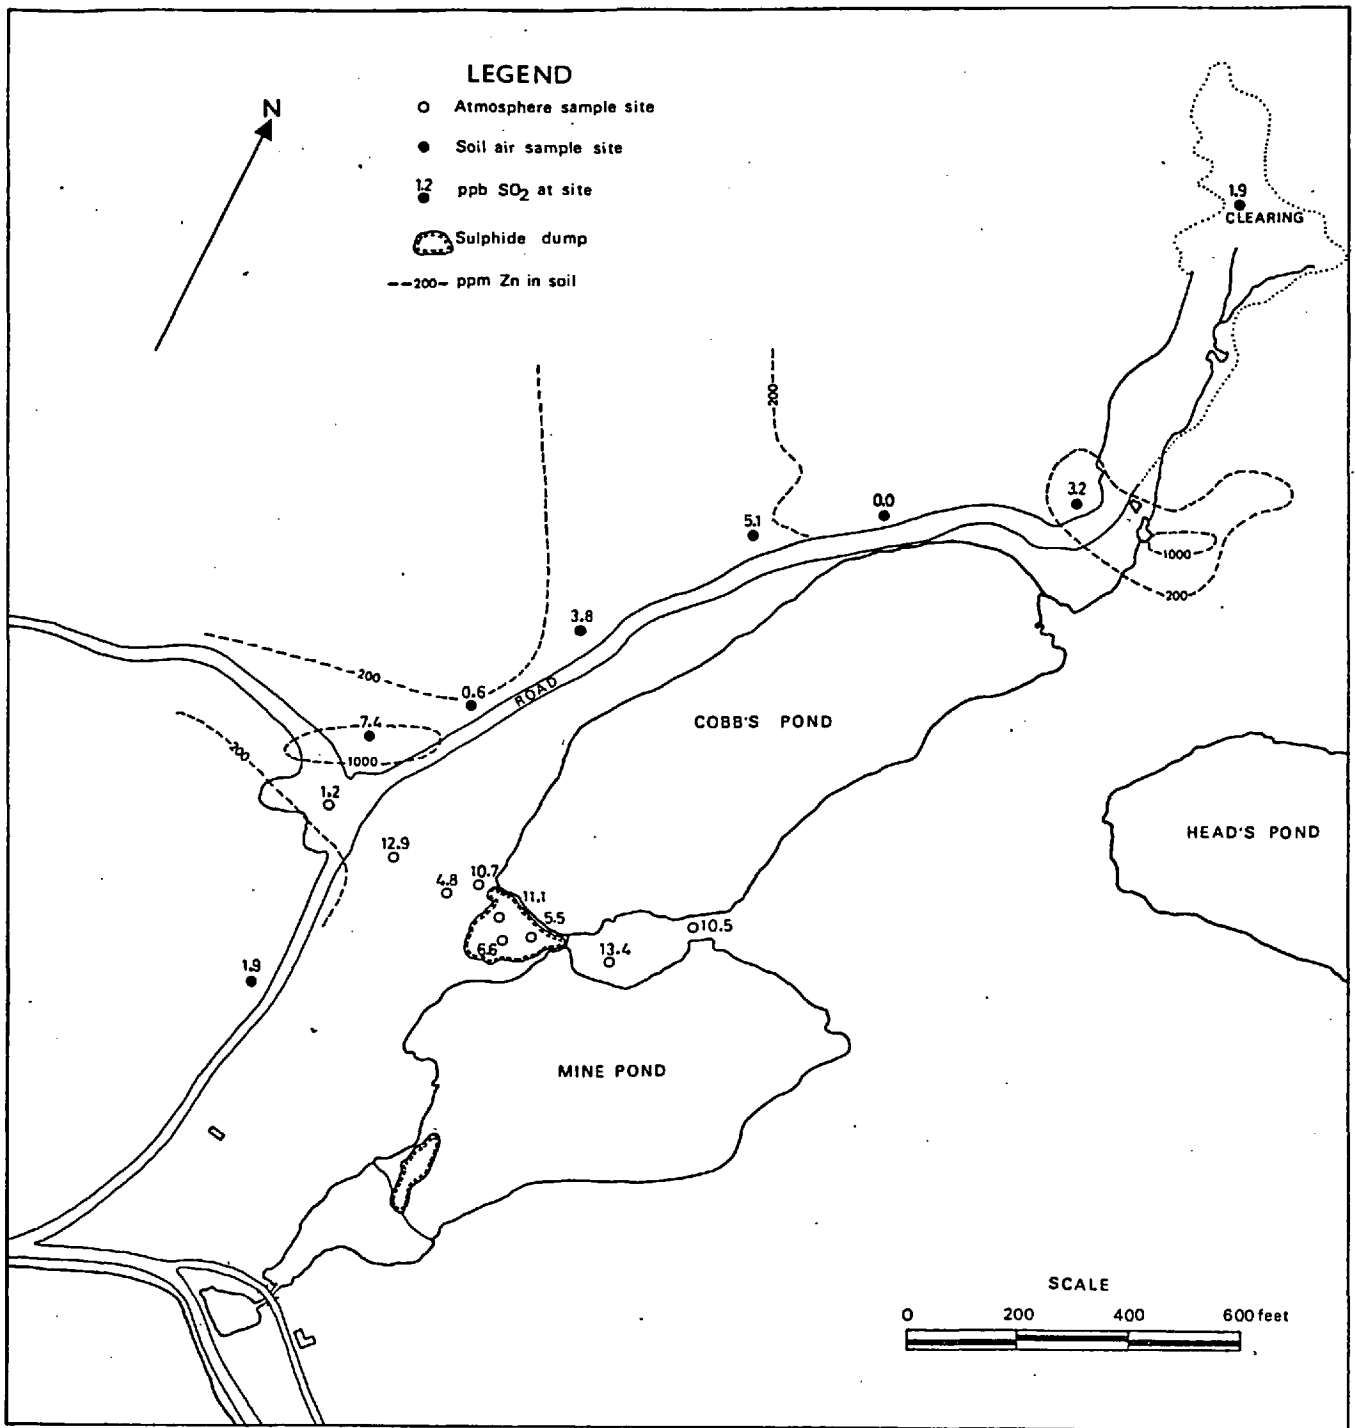 LEGEND
N
Atmosphere sample site
Soil air sample site
1.2 ppb SO2 at site
Sulphide dump
200 ppm Zn in soil
1.9
CLEARING
200
3.2
0.0
5.1
1000
200
3.8
200
0.6
ROAD
7.4
200
1000
COBB'S POND
1.2
HEAD'S POND
12.9
10.7
4.8
11.1
5.5
10.5
6.6
13.4
1.9
MINE POND
SCALE
0 200 400 600 feet